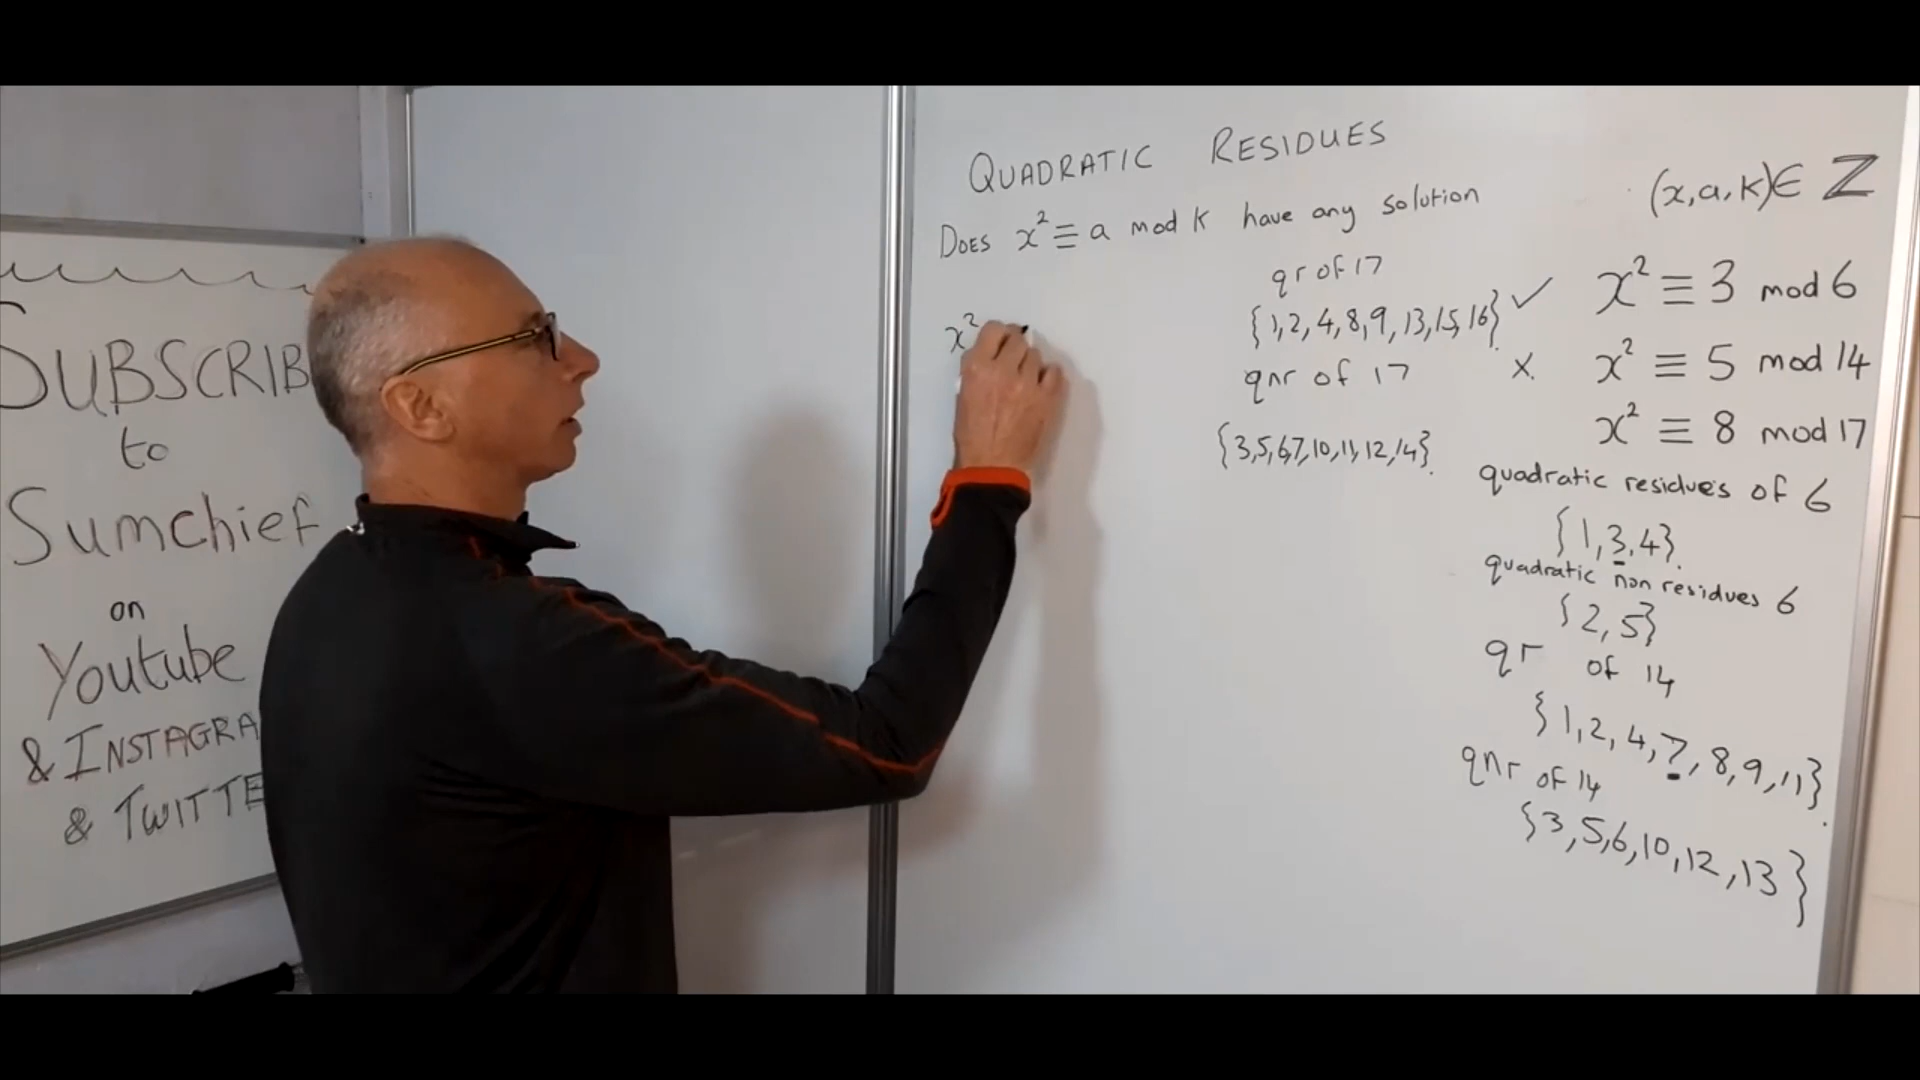 SUBSCRIB
to
Sumchief
on
Youtube
& INSTAGRA
& TWITTE
QUADRATIC RESIDUES
(x, a, k) ∈ ℤ
DOES x² ≡ a mod k have any solution
x²
qr of 17
{1,2,4,8,9,13,15,16} ✓
qnr of 17
{3,5,6,7,10,11,12,14}.
x² ≡ 3 mod 6
x. x² ≡ 5 mod 14
x² ≡ 8 mod 17
quadratic residues of 6
{1,3,4}.
quadratic non residues 6
{2,5}
qr of 14
{1,2,4,7,8,9,11}.
qnr of 14
{3,5,6,10,12,13}